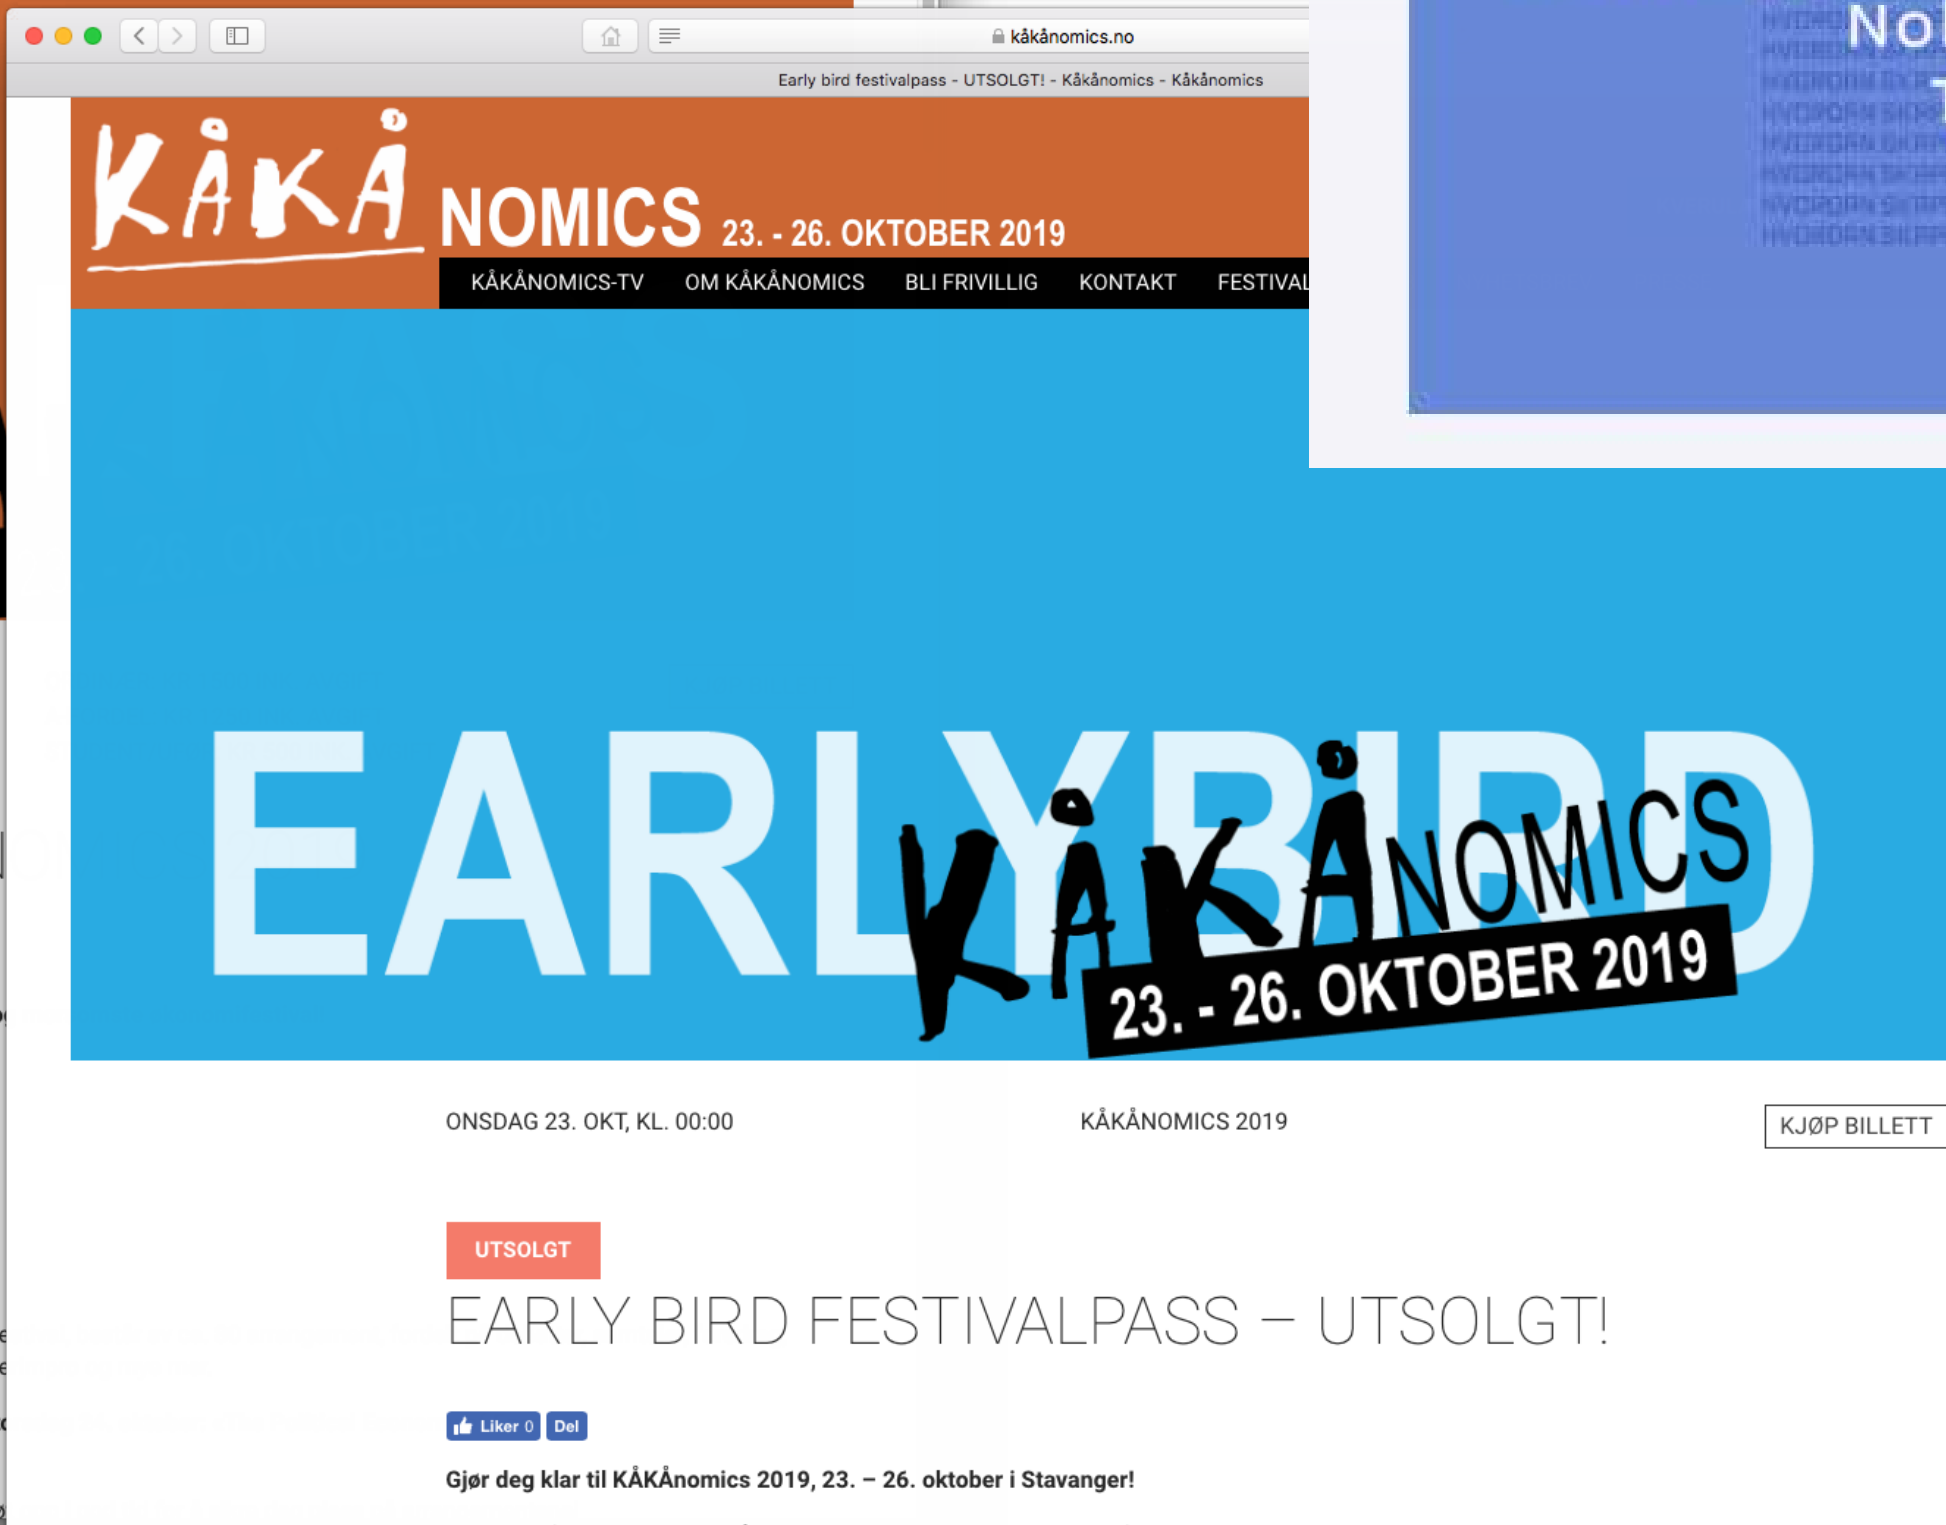 kåkånomics.no
Early bird festivalpass - UTSOLGT! - Kåkånomics - Kåkånomics
KÅKÅ NOMICS 23. - 26. OKTOBER 2019
KÅKÅNOMICS-TV OM KÅKÅNOMICS BLI FRIVILLIG KONTAKT FESTIVAL
EARLYBIRD
KÅKÅNOMICS
23. - 26. OKTOBER 2019
ONSDAG 23. OKT, KL. 00:00 KÅKÅNOMICS 2019 KJØP BILLETT
UTSOLGT
EARLY BIRD FESTIVALPASS – UTSOLGT!
Liker 0 Del
Gjør deg klar til KÅKÅnomics 2019, 23. – 26. oktober i Stavanger!